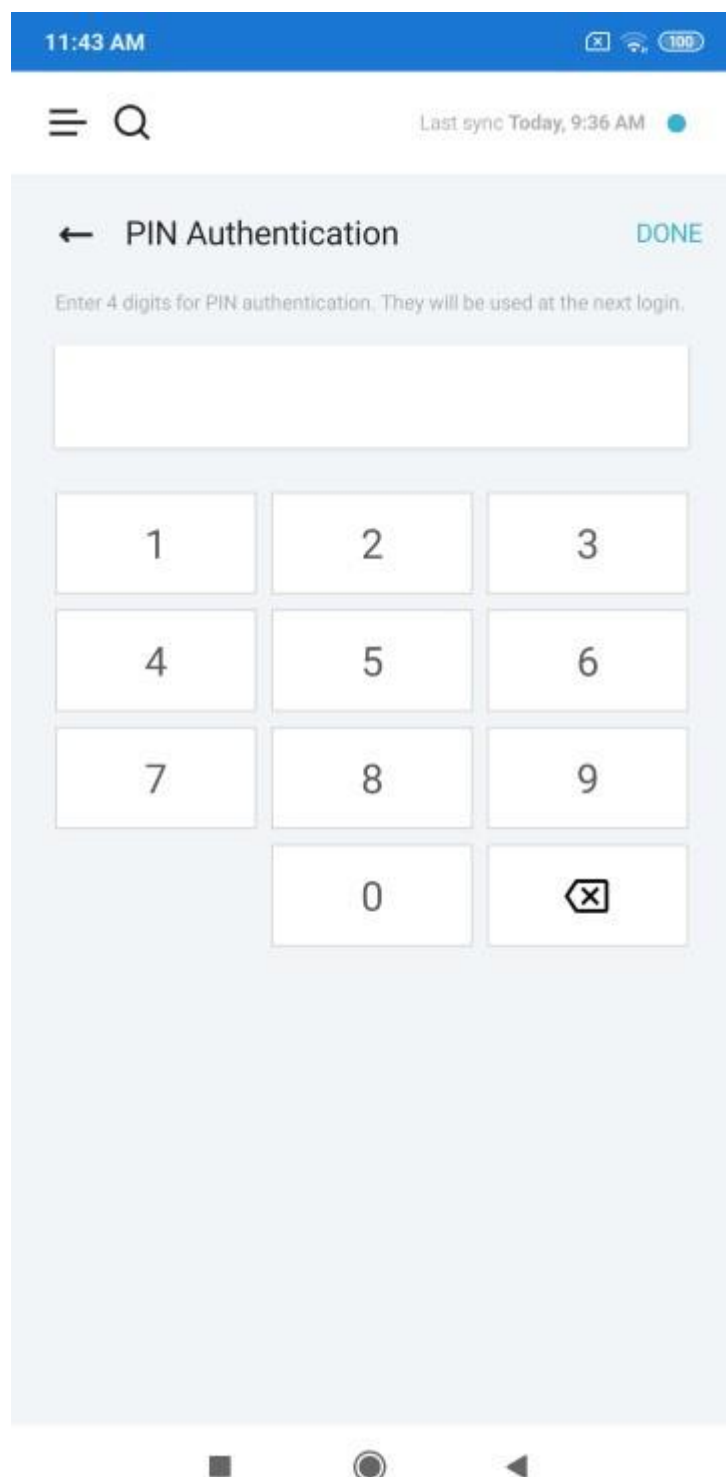 11:43 AM 100
Last sync Today, 9:36 AM
PIN Authentication DONE
Enter 4 digits for PIN authentication. They will be used at the next login.
1 2 3
4 5 6
7 8 9
0